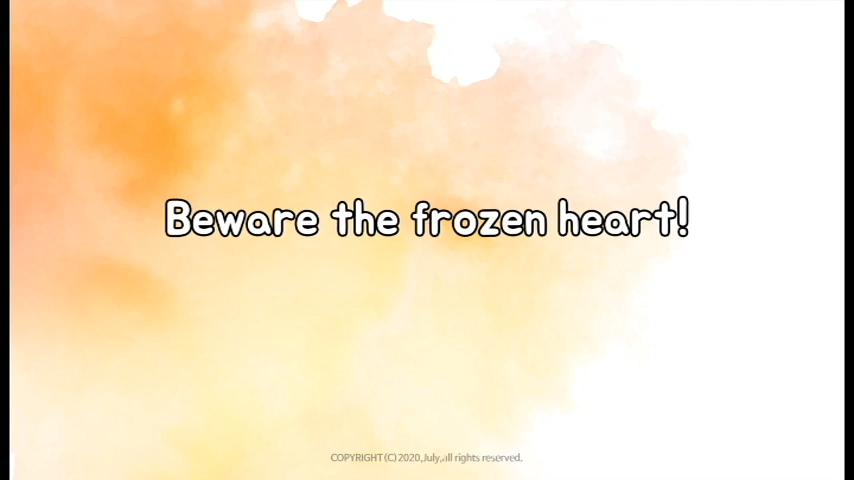 Beware the frozen heart!
COPYRIGHT (C) 2020, July, all rights reserved.